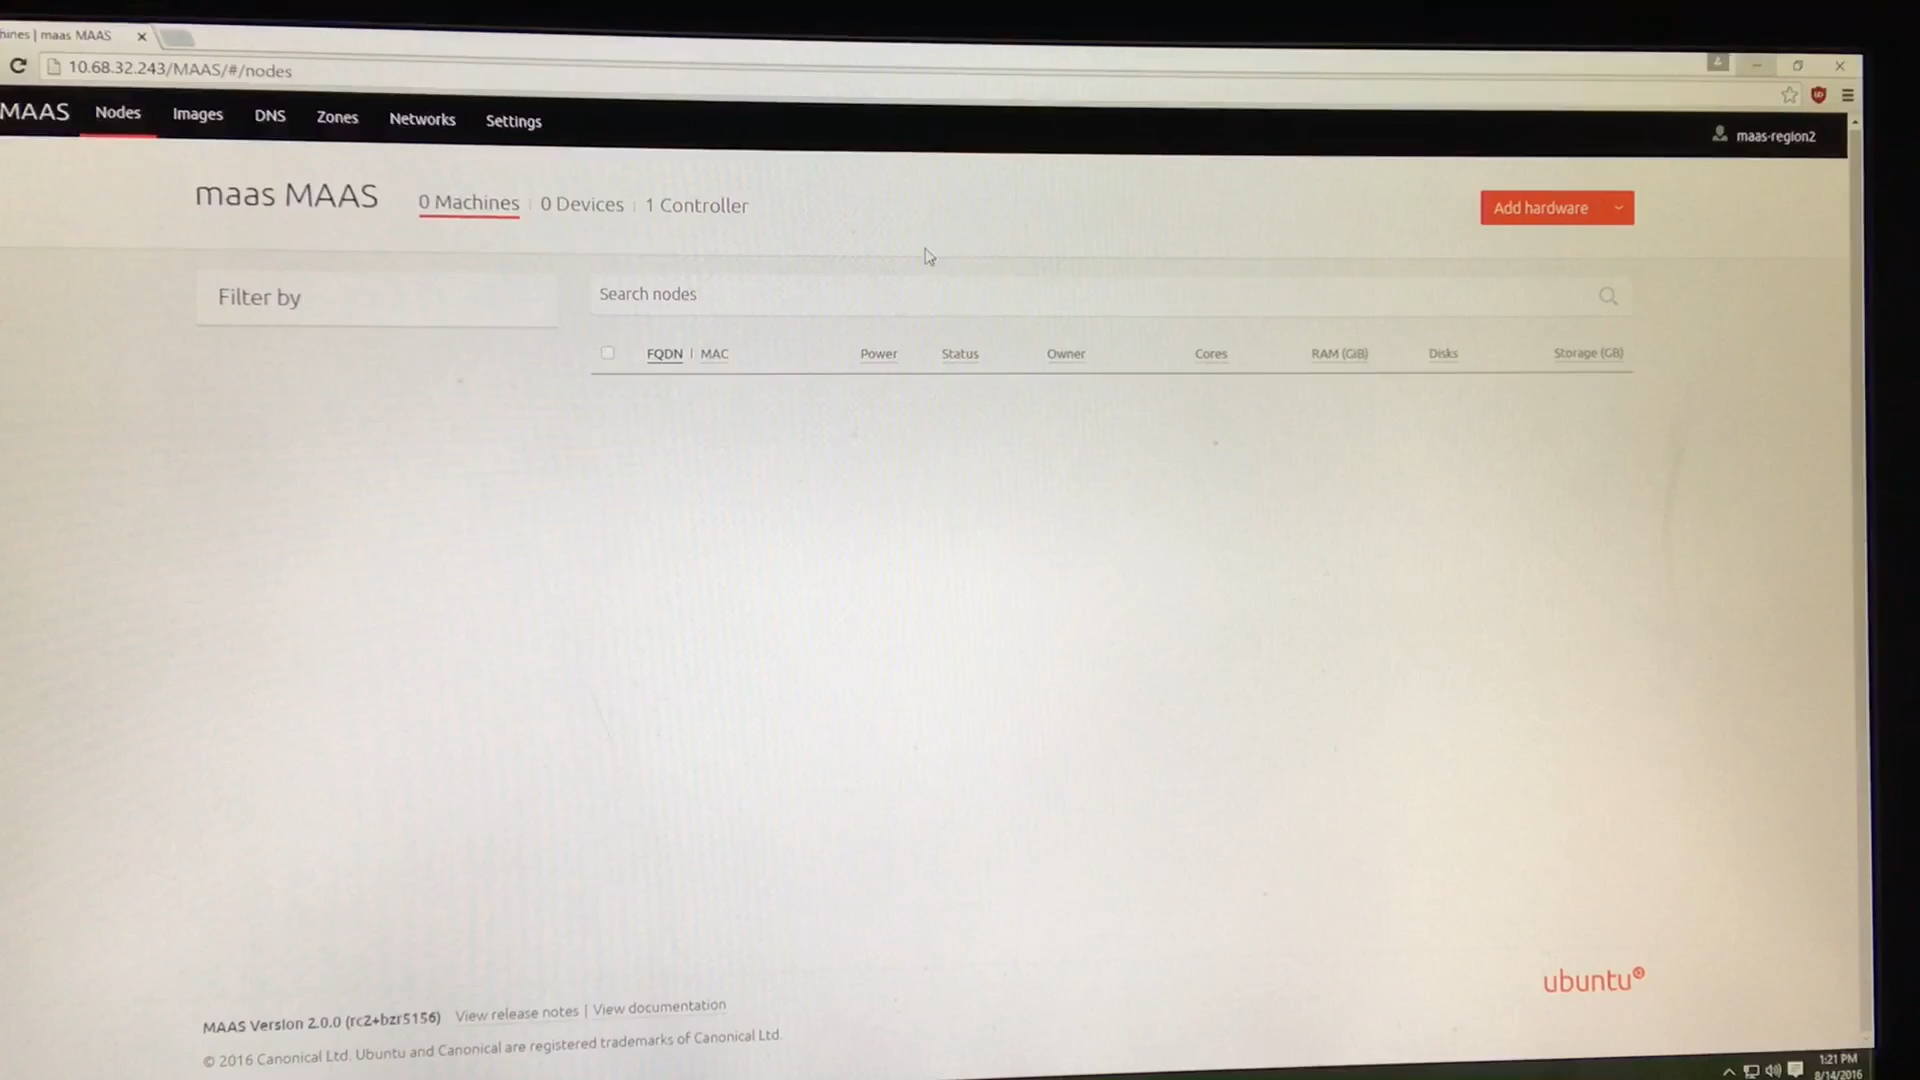 hines | maas MAAS
10.68.32.243/MAAS/#/nodes
MAAS Nodes Images DNS Zones Networks Settings maas-region2
maas MAAS 0 Machines 0 Devices 1 Controller Add hardware
Filter by Search nodes
FQDN | MAC Power Status Owner Cores RAM (GiB) Disks Storage (GB)
ubuntu
MAAS Version 2.0.0 (rc2+bzr5156) View release notes | View documentation
© 2016 Canonical Ltd. Ubuntu and Canonical are registered trademarks of Canonical Ltd.
1:21 PM
8/14/2016